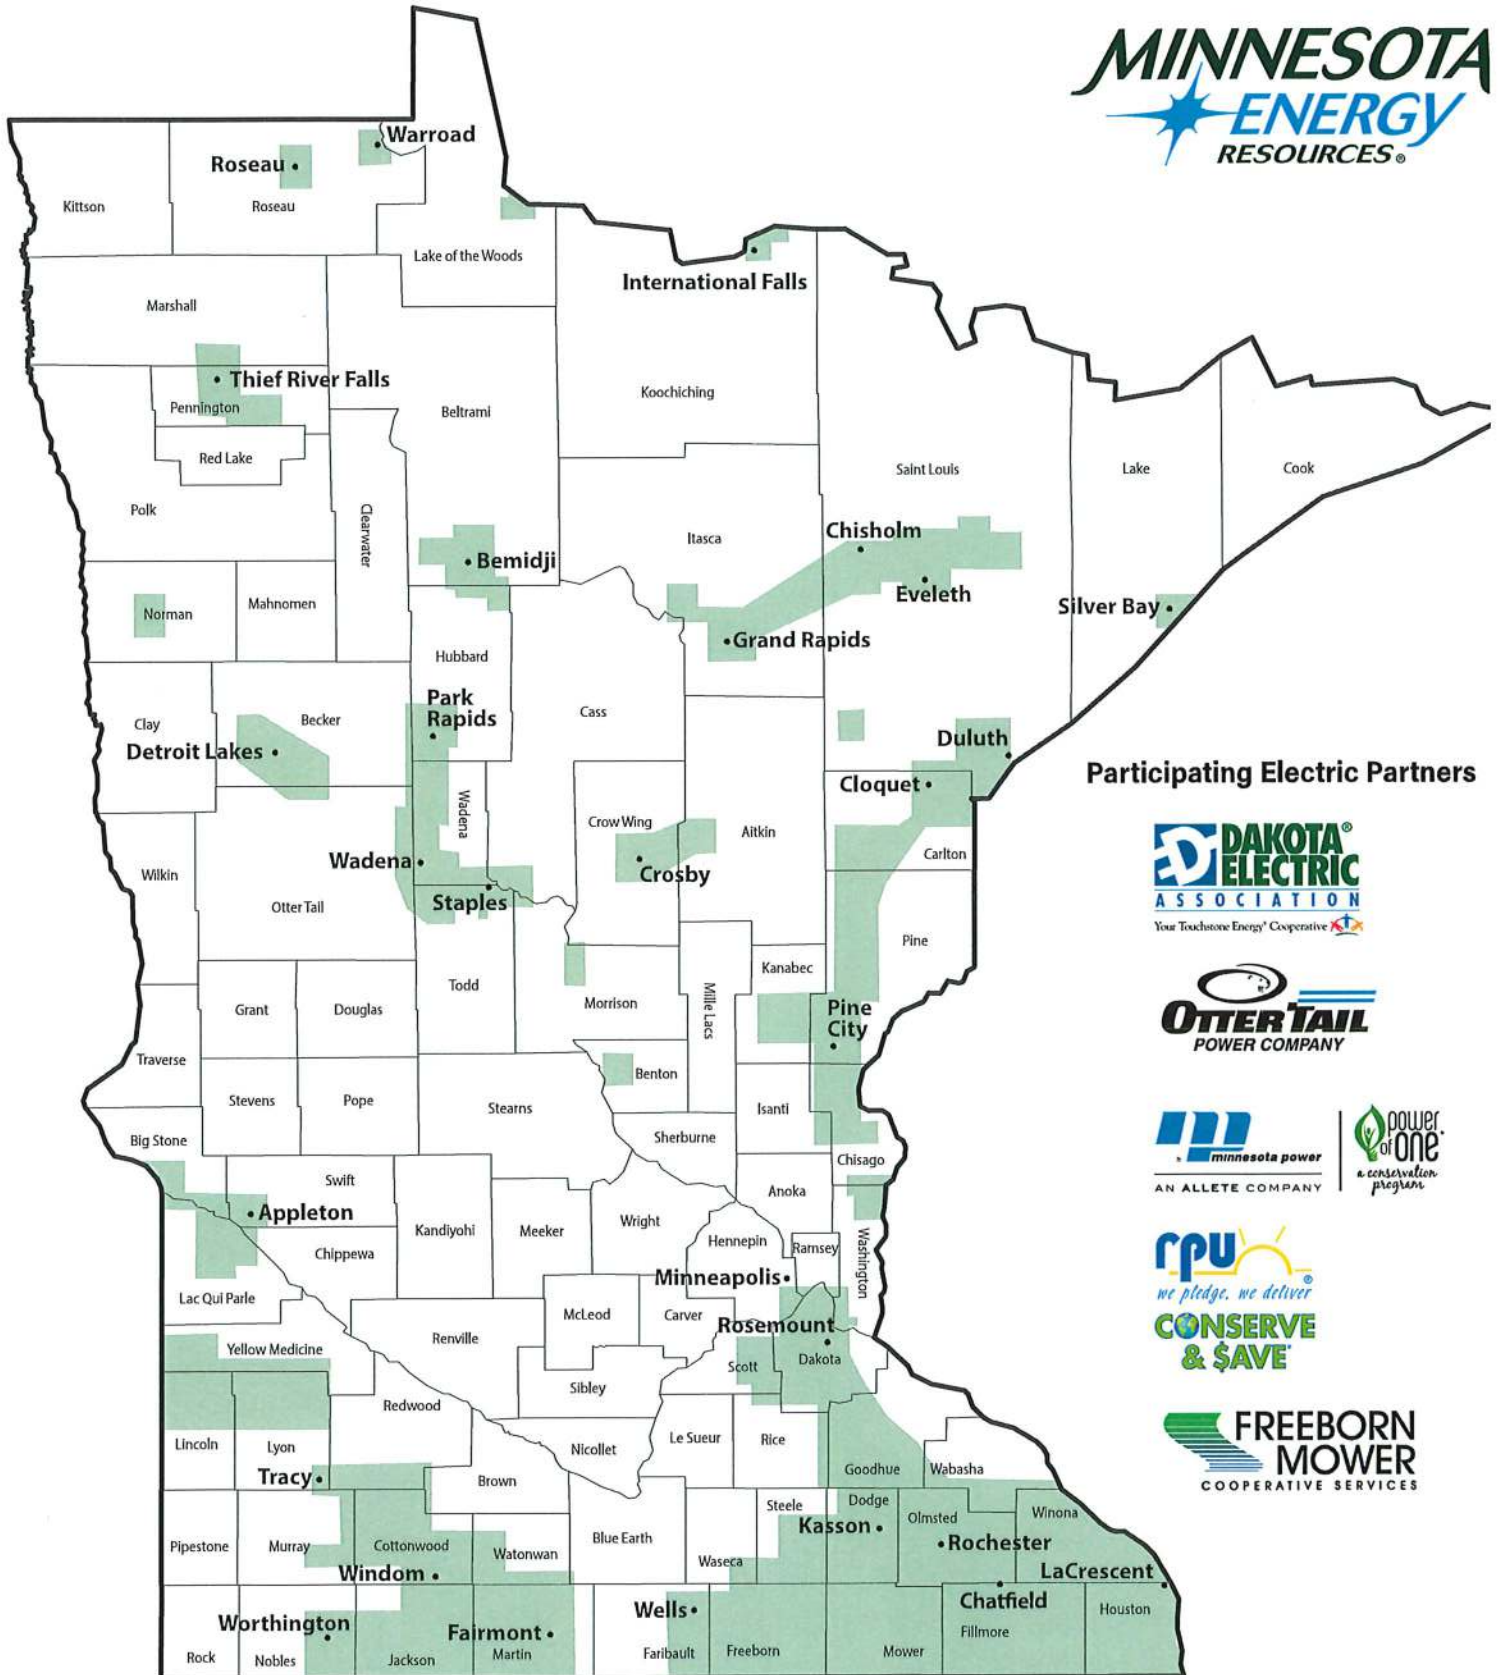 MINNESOTA
ENERGY
RESOURCES®
Warroad
Roseau
Kittson
Roseau
Lake of the Woods
International Falls
Marshall
Thief River Falls
Pennington
Koochiching
Beltrami
Red Lake
Saint Louis
Lake
Cook
Polk
Clearwater
Itasca
Chisholm
Bemidji
Eveleth
Norman
Mahnomen
Silver Bay
Grand Rapids
Hubbard
Park
Rapids
Cass
Clay
Becker
Detroit Lakes
Duluth
Cloquet
Participating Electric Partners
Wadena
Crow Wing
Aitkin
Carlton
Wadena
Crosby
Wilkin
Otter Tail
Staples
DAKOTA®
ELECTRIC
ASSOCIATION
Your Touchstone Energy® Cooperative
Pine
Kanabec
Todd
Grant
Douglas
Morrison
Mille Lacs
Pine
City
OTTER TAIL
POWER COMPANY
Traverse
Benton
Stevens
Pope
Stearns
Isanti
Big Stone
Sherburne
Chisago
minnesota power
AN ALLETE COMPANY
power
of one
a conservation
program
Swift
Anoka
Appleton
Kandiyohi
Meeker
Wright
Hennepin
Ramsey
Washington
Chippewa
Minneapolis
rpu
we pledge, we deliver®
CONSERVE
& $AVE
Lac Qui Parle
McLeod
Carver
Rosemount
Renville
Yellow Medicine
Scott
Dakota
Sibley
Redwood
Lincoln
Lyon
Nicollet
Le Sueur
Rice
FREEBORN
MOWER
COOPERATIVE SERVICES
Tracy
Brown
Goodhue
Wabasha
Steele
Dodge
Kasson
Olmsted
Winona
Pipestone
Murray
Cottonwood
Watonwan
Blue Earth
Waseca
Rochester
Windom
LaCrescent
Chatfield
Worthington
Fairmont
Wells
Houston
Rock
Nobles
Jackson
Martin
Faribault
Freeborn
Mower
Fillmore